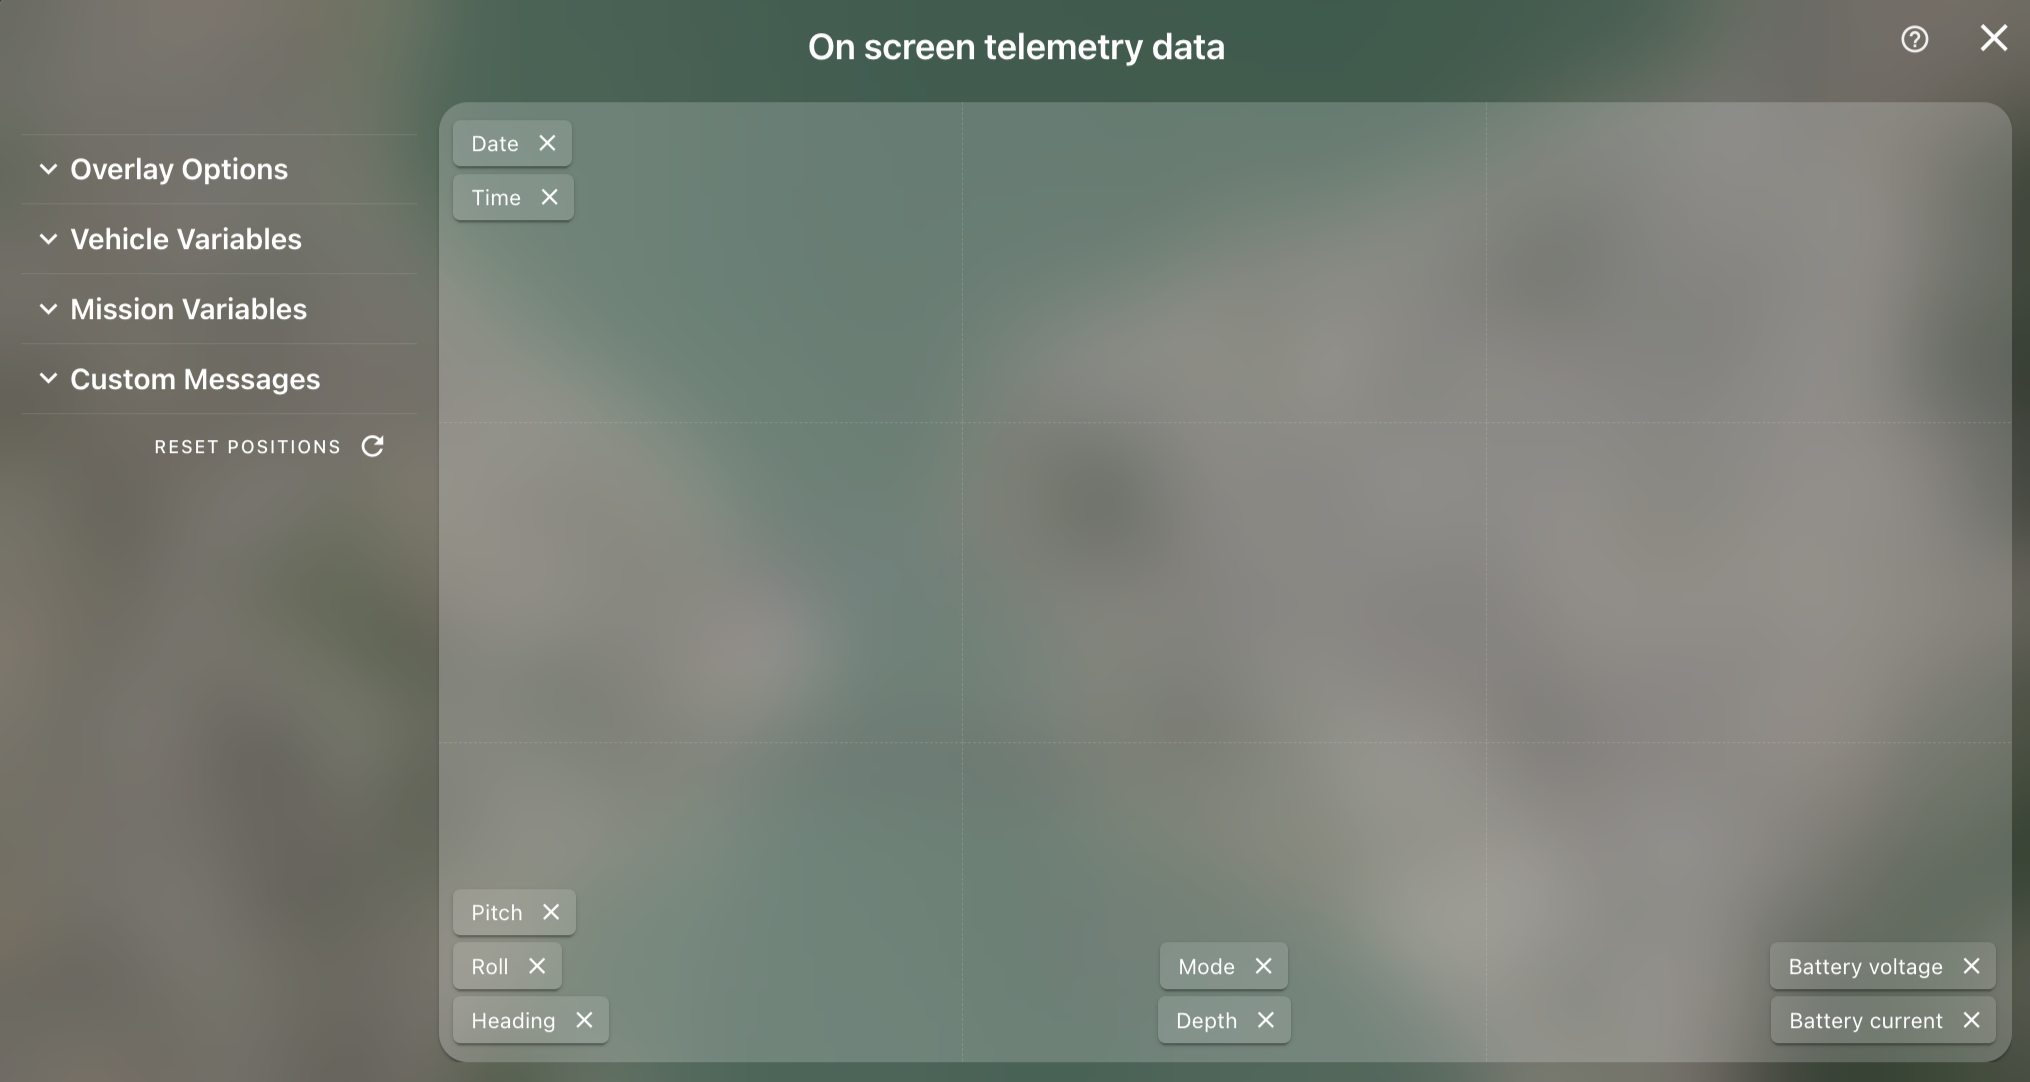 On screen telemetry data
Overlay Options
Vehicle Variables
Mission Variables
Custom Messages
RESET POSITIONS
Date
Time
Pitch
Roll
Heading
Mode
Depth
Battery voltage
Battery current